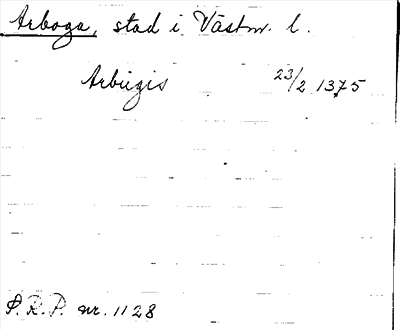 Arboga, stad i Västm. l.
Arbugis 23/2 1375
S.R.P. nr. 1128